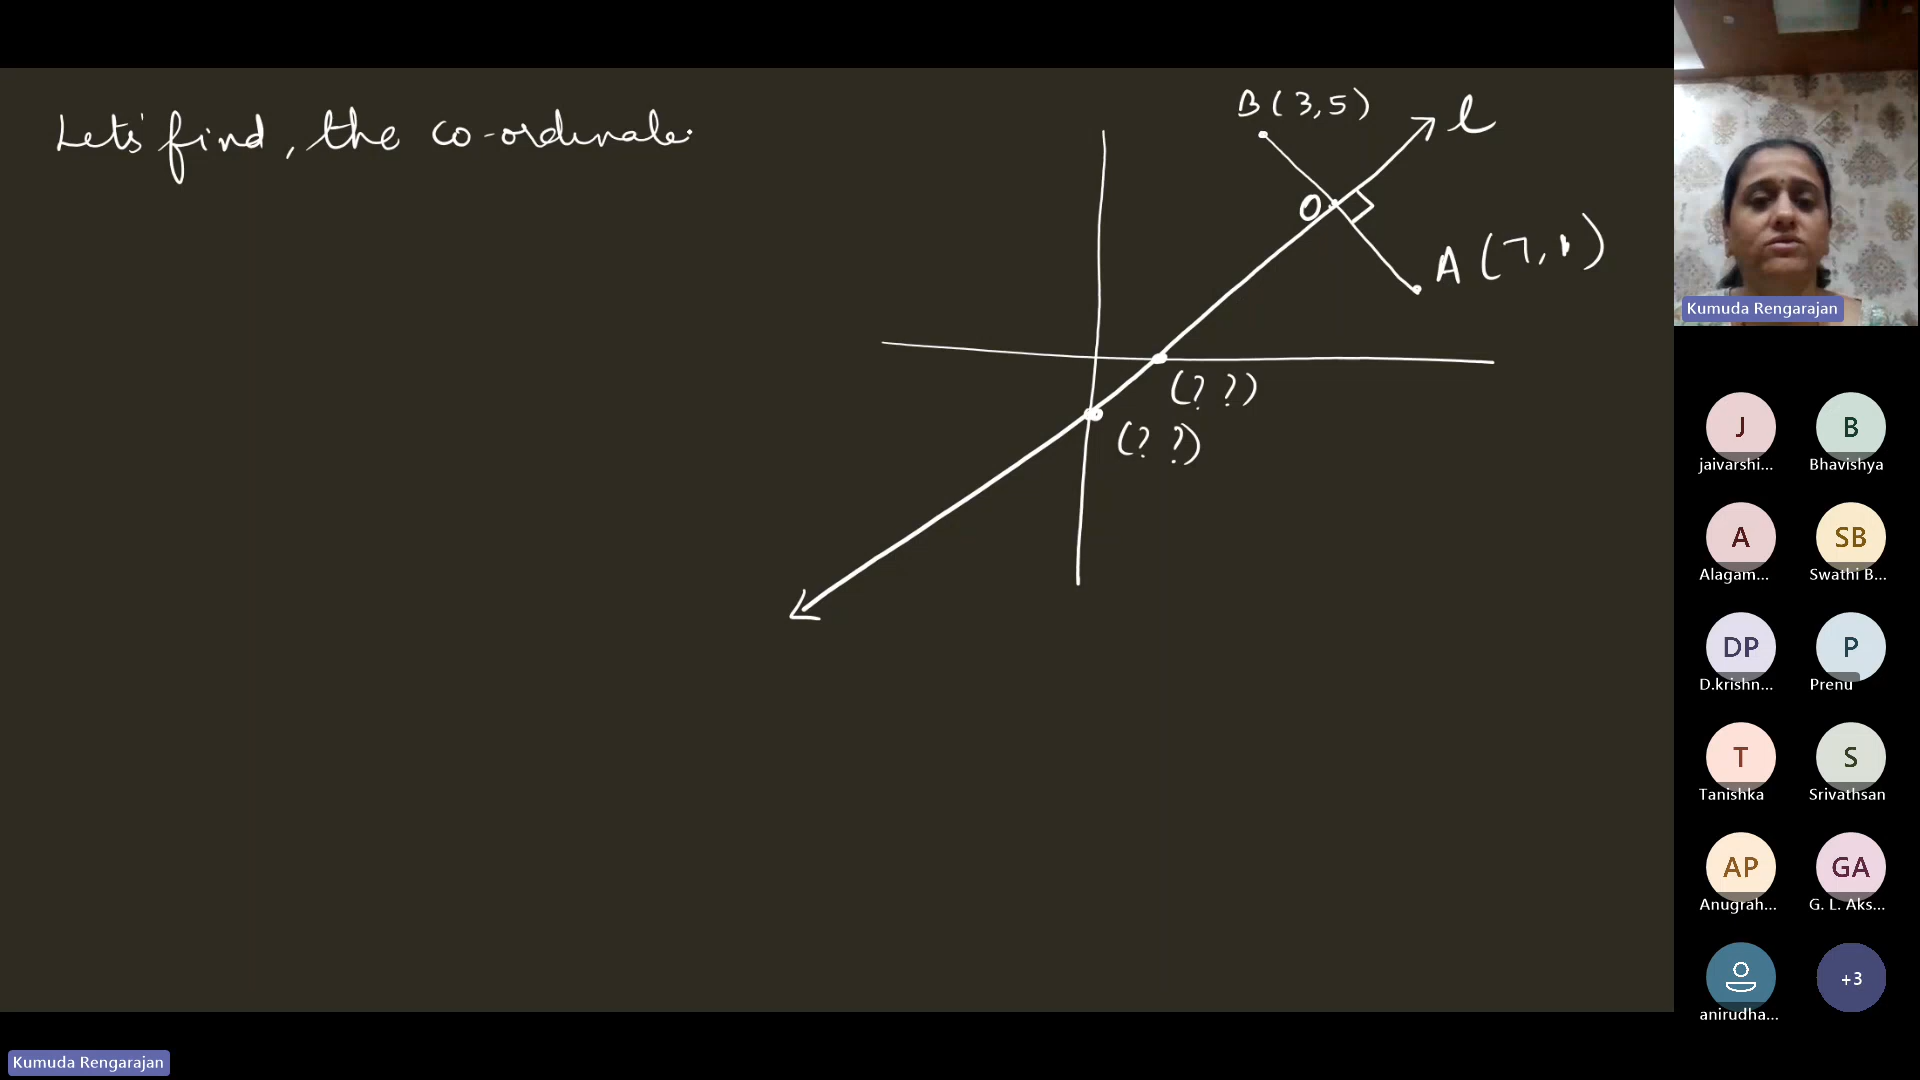 Lets' find, the co-ordinate
B (3,5)
l
O
A (7,1)
(? ?)
(? ?)
Kumuda Rengarajan
J
B
jaivarshi...
Bhavishya
A
SB
Alagam...
Swathi B...
DP
P
D.krishn...
Prenu
T
S
Tanishka
Srivathsan
AP
GA
Anugrah...
G. L. Aks...
+3
anirudha...
Kumuda Rengarajan